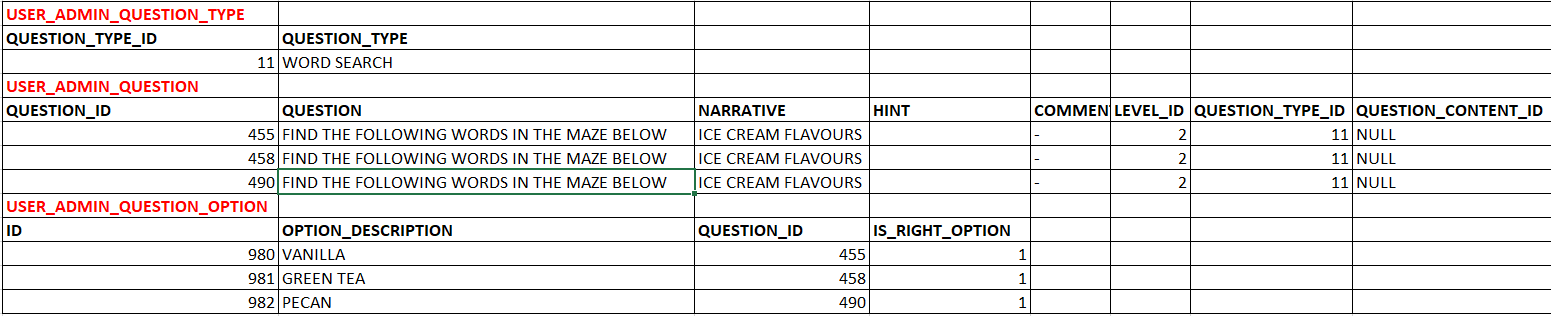 USER_ADMIN_QUESTION_TYPE
QUESTION_TYPE_ID QUESTION_TYPE
11 WORD SEARCH
USER_ADMIN_QUESTION
QUESTION_ID QUESTION NARRATIVE HINT COMMEN LEVEL_ID QUESTION_TYPE_ID QUESTION_CONTENT_ID
455 FIND THE FOLLOWING WORDS IN THE MAZE BELOW ICE CREAM FLAVOURS - 2 11 NULL
458 FIND THE FOLLOWING WORDS IN THE MAZE BELOW ICE CREAM FLAVOURS - 2 11 NULL
490 FIND THE FOLLOWING WORDS IN THE MAZE BELOW ICE CREAM FLAVOURS - 2 11 NULL
USER_ADMIN_QUESTION_OPTION
ID OPTION_DESCRIPTION QUESTION_ID IS_RIGHT_OPTION
980 VANILLA 455 1
981 GREEN TEA 458 1
982 PECAN 490 1